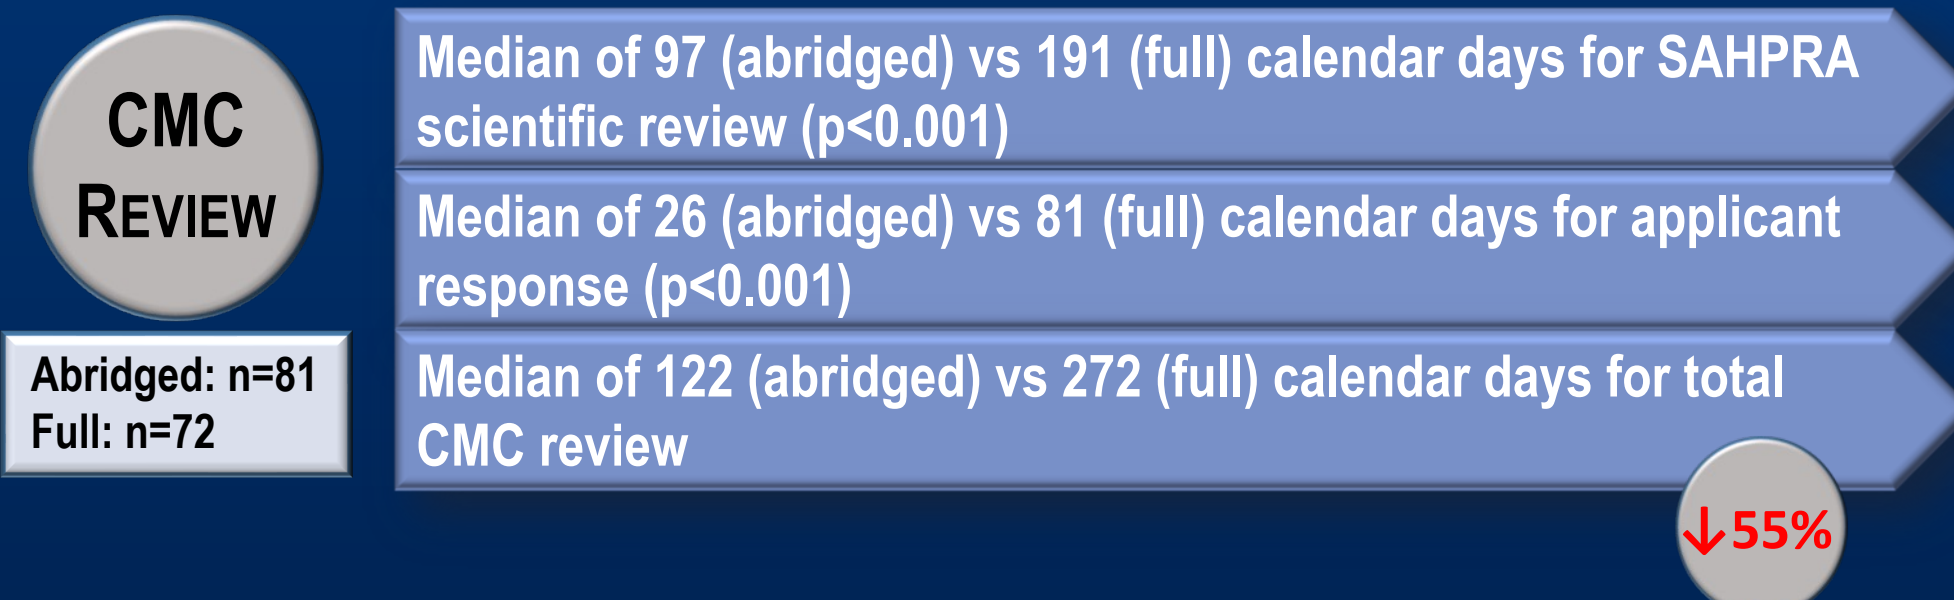 CMC
REVIEW
Abridged: n=81
Full: n=72
Median of 97 (abridged) vs 191 (full) calendar days for SAHPRA
scientific review (p<0.001)
Median of 26 (abridged) vs 81 (full) calendar days for applicant
response (p<0.001)
Median of 122 (abridged) vs 272 (full) calendar days for total
CMC review
↓55%